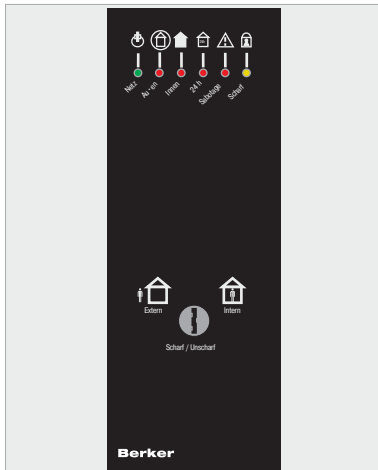 Netz
Au·en
Innen
24 h
Sabotage
Scharf
Extern
Intern
Scharf / Unscharf
Berker